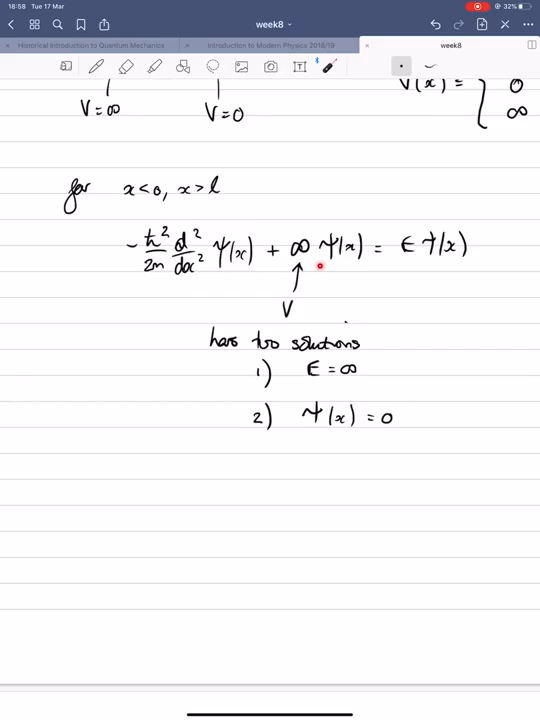 18:58 Tue 17 Mar
32%
week8
Historical Introduction to Quantum Mechanics
Introduction to Modern Physics 2018/19
week8
V(x) = { 0
∞
V=∞
V=0
for x<0, x>l
-ħ²/2m d²/dx² Ψ(x) + ∞ Ψ(x) = E Ψ(x)
V
has two solutions
1) E = ∞
2) Ψ(x) = 0